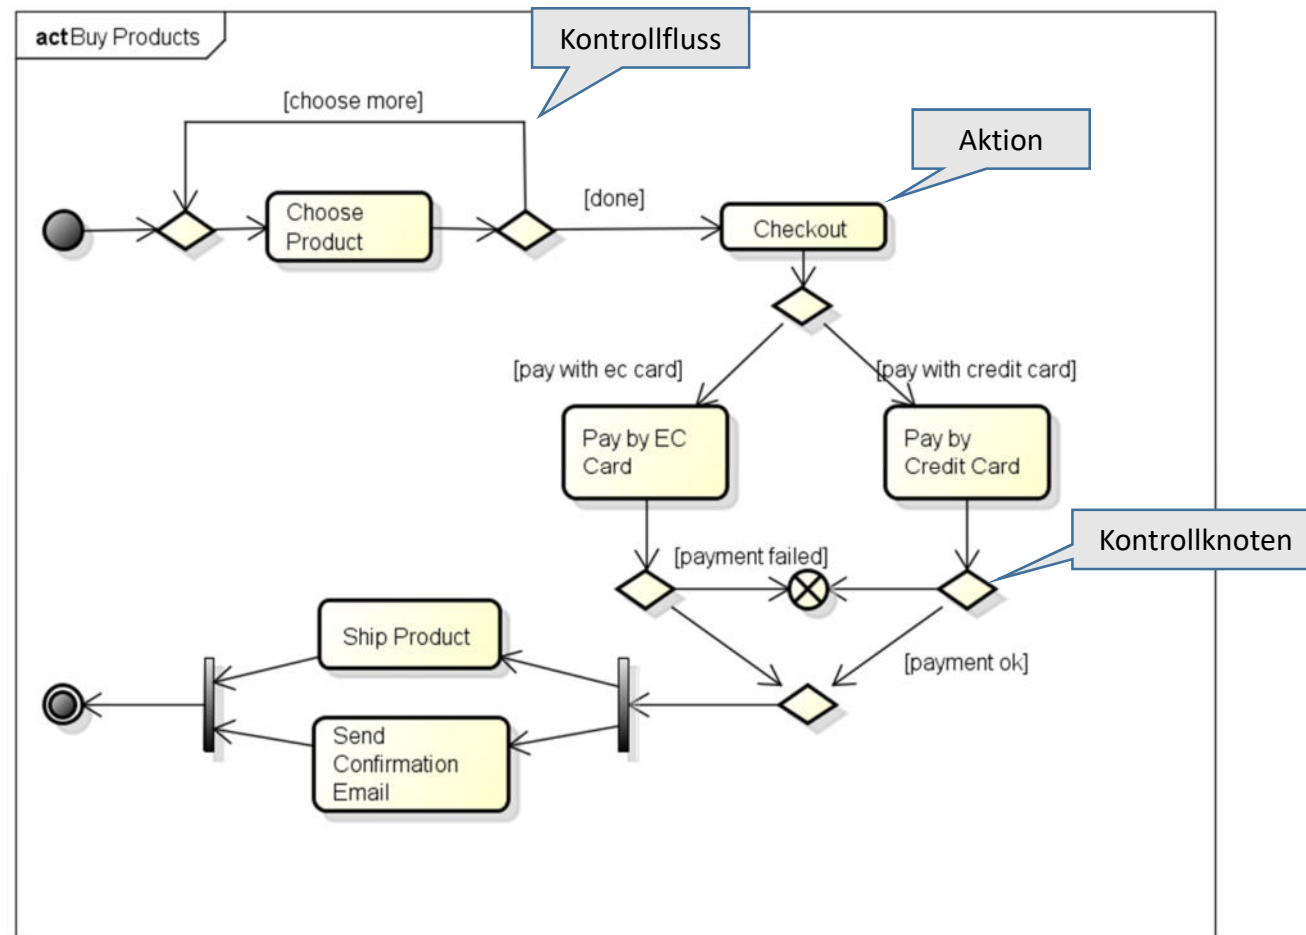 act Buy Products
Kontrollfluss
[choose more]
Aktion
Choose
Product
[done]
Checkout
[pay with ec card]
[pay with credit card]
Pay by EC
Card
Pay by
Credit Card
Kontrollknoten
[payment failed]
Ship Product
[payment ok]
Send
Confirmation
Email